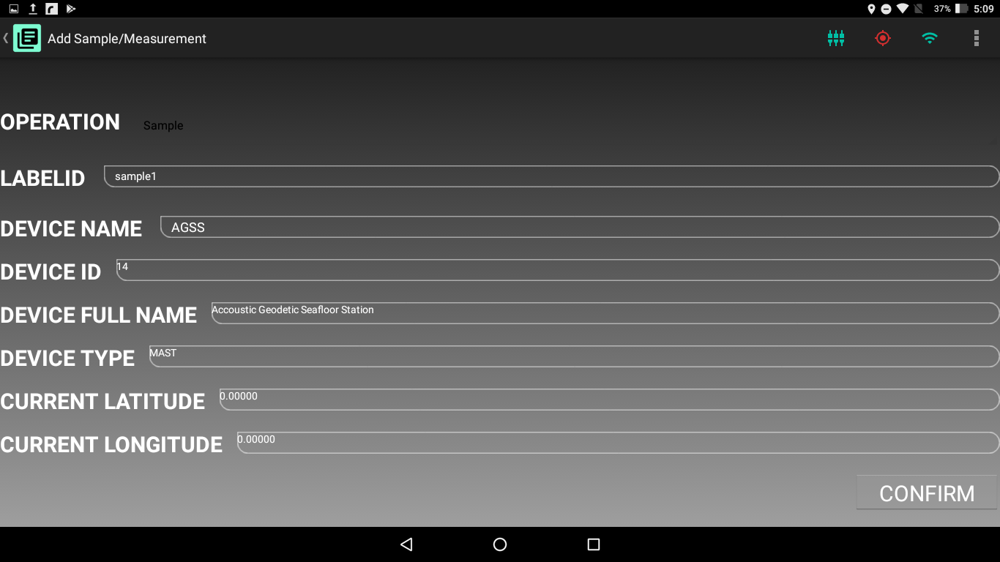 37% 5:09
Add Sample/Measurement
OPERATION Sample
LABELID sample1
DEVICE NAME AGSS
DEVICE ID 14
DEVICE FULL NAME Accoustic Geodetic Seafloor Station
DEVICE TYPE MAST
CURRENT LATITUDE 0.00000
CURRENT LONGITUDE 0.00000
CONFIRM